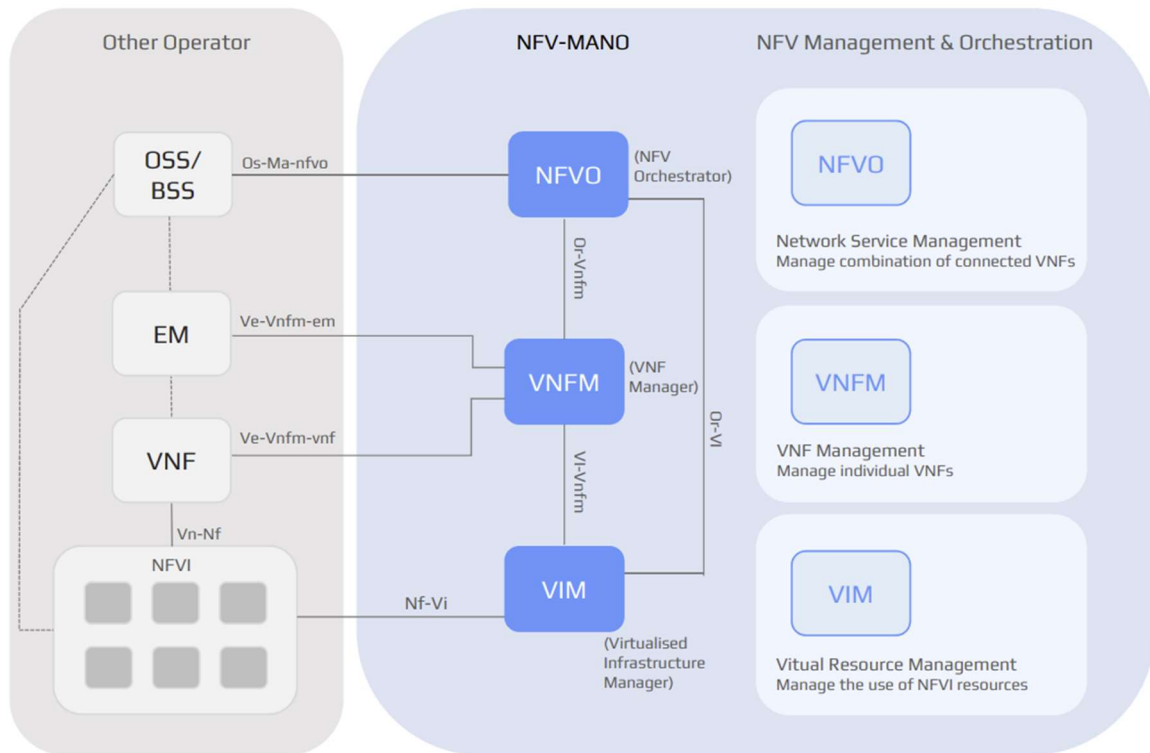 Other Operator
NFV-MANO
NFV Management & Orchestration
OSS/
BSS
Os-Ma-nfvo
NFVO
(NFV
Orchestrator)
NFVO
Network Service Management
Manage combination of connected VNFs
Or-Vnfm
EM
Ve-Vnfm-em
VNFM
(VNF
Manager)
Or-VI
VNFM
VNF Management
Manage individual VNFs
VNF
Ve-Vnfm-vnf
VI-Vnfm
Vn-Nf
NFVI
Nf-Vi
VIM
(Virtualised
Infrastructure
Manager)
VIM
Vitual Resource Management
Manage the use of NFVI resources